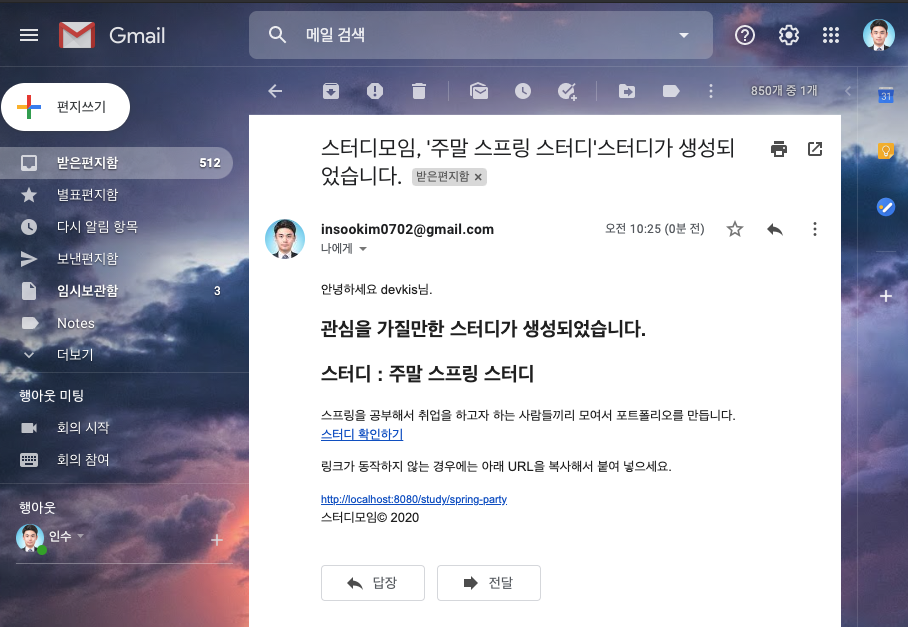 Gmail
메일 검색
편지쓰기
850개 중 1개
31
받은편지함 512
별표편지함
다시 알림 항목
보낸편지함
임시보관함 3
Notes
더보기
행아웃 미팅
회의 시작
회의 참여
행아웃
인수
스터디모임, '주말 스프링 스터디'스터디가 생성되
었습니다. 받은편지함 x
insookim0702@gmail.com 오전 10:25 (0분 전)
나에게
안녕하세요 devkis님.
관심을 가질만한 스터디가 생성되었습니다.
스터디 : 주말 스프링 스터디
스프링을 공부해서 취업을 하고자 하는 사람들끼리 모여서 포트폴리오를 만듭니다.
스터디 확인하기
링크가 동작하지 않는 경우에는 아래 URL을 복사해서 붙여 넣으세요.
http://localhost:8080/study/spring-party
스터디모임© 2020
답장 전달